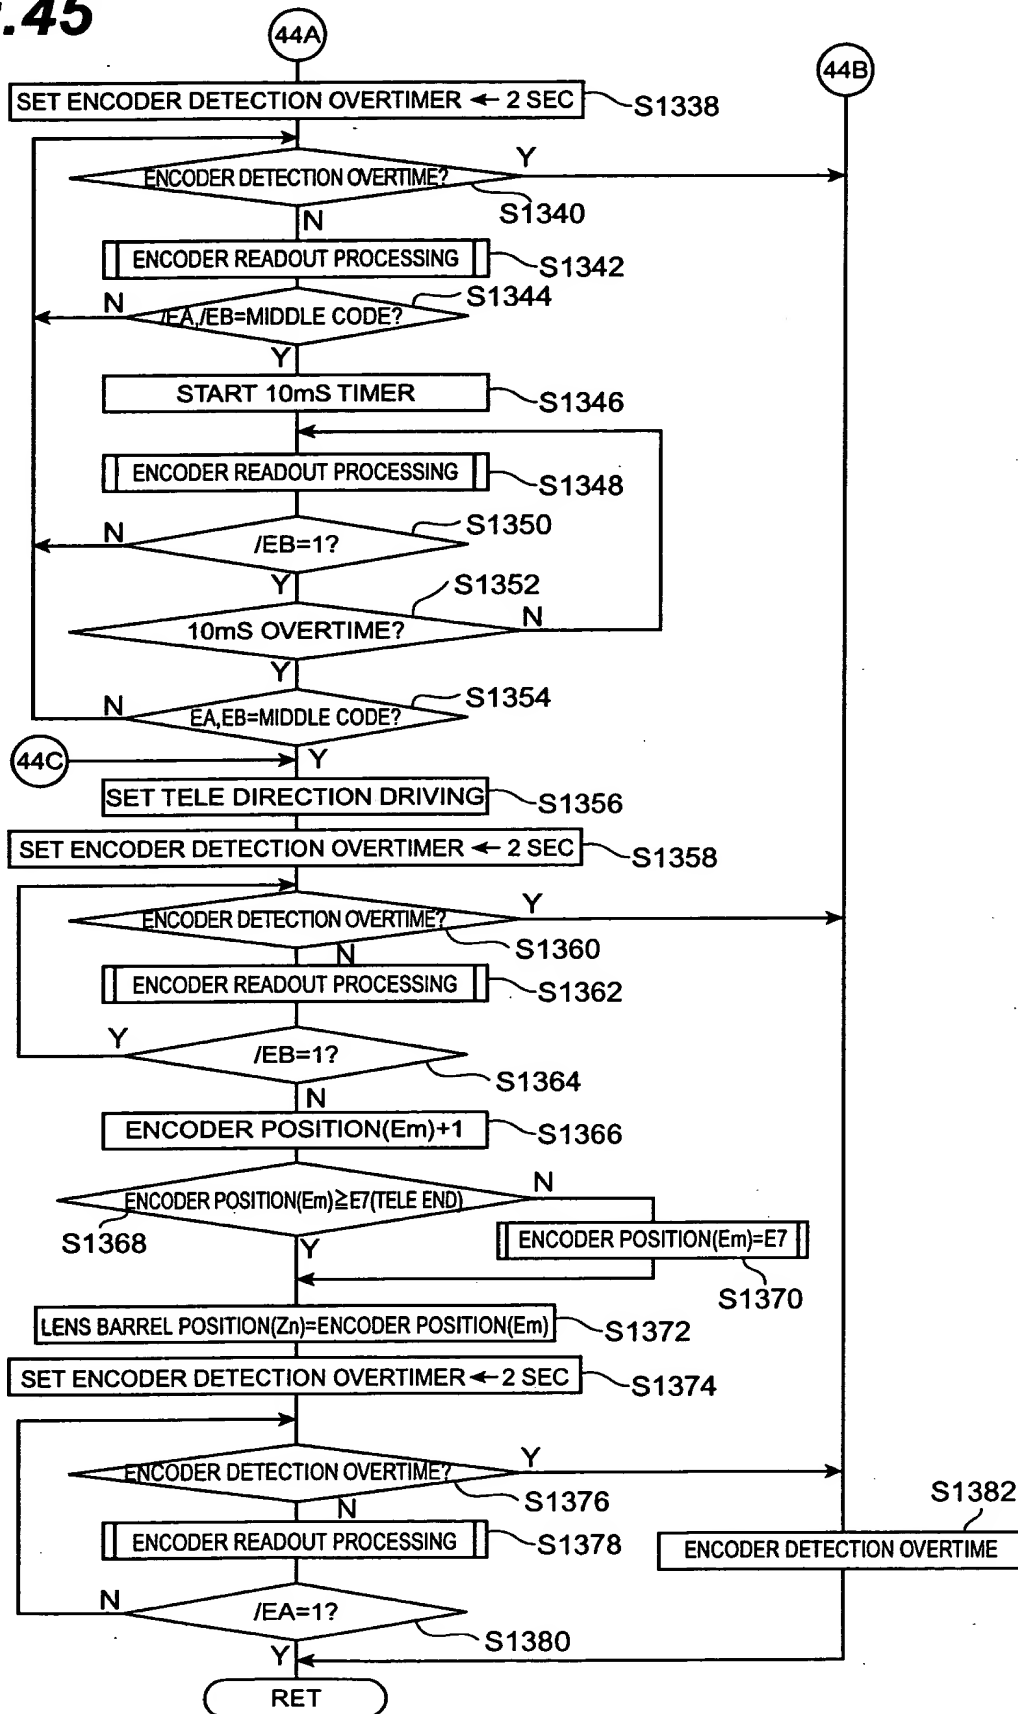 .45
44A
44B
SET ENCODER DETECTION OVERTIMER ← 2 SEC
S1338
ENCODER DETECTION OVERTIME?
Y
S1340
N
ENCODER READOUT PROCESSING
S1342
N
/EA,/EB=MIDDLE CODE?
S1344
Y
START 10mS TIMER
S1346
ENCODER READOUT PROCESSING
S1348
N
/EB=1?
S1350
Y
S1352
10mS OVERTIME?
N
Y
N
EA,EB=MIDDLE CODE?
S1354
44C
Y
SET TELE DIRECTION DRIVING
S1356
SET ENCODER DETECTION OVERTIMER ← 2 SEC
S1358
ENCODER DETECTION OVERTIME?
Y
S1360
N
ENCODER READOUT PROCESSING
S1362
Y
/EB=1?
S1364
N
ENCODER POSITION(Em)+1
S1366
ENCODER POSITION(Em)≧E7(TELE END)
N
S1368
Y
ENCODER POSITION(Em)=E7
S1370
LENS BARREL POSITION(Zn)=ENCODER POSITION(Em)
S1372
SET ENCODER DETECTION OVERTIMER ← 2 SEC
S1374
ENCODER DETECTION OVERTIME?
Y
S1376
N
S1382
ENCODER READOUT PROCESSING
S1378
ENCODER DETECTION OVERTIME
N
/EA=1?
S1380
Y
RET